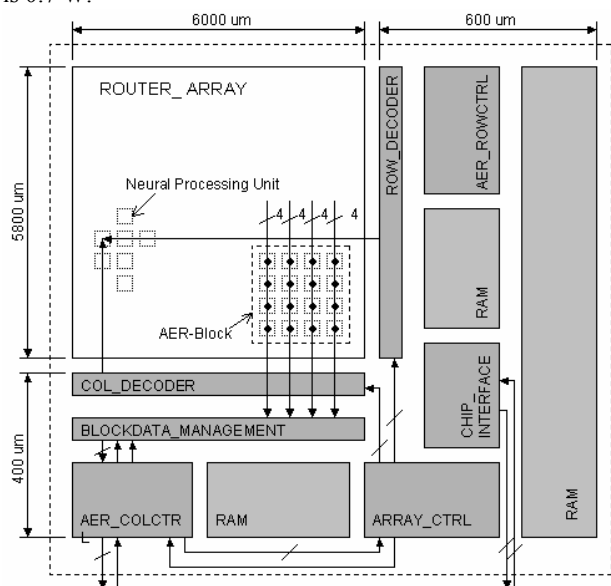 is 0.7 W.
6000 um
600 um
ROUTER_ ARRAY
ROW_DECODER
AER_ROWCTRL
5800 um
Neural Processing Unit
4 4 4 4
RAM
AER-Block
COL_DECODER
CHIP_
INTERFACE
BLOCKDATA_MANAGEMENT
400 um
AER_COLCTR
L
RAM
ARRAY_CTRL
RAM